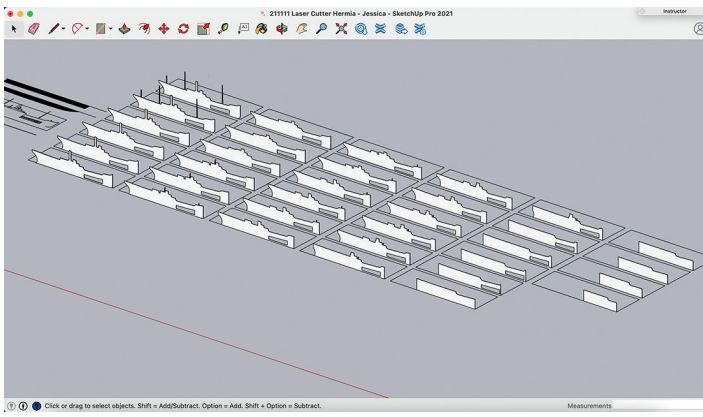 211111 Laser Cutter Hermia - Jessica - SketchUp Pro 2021
Instructor
A1
Click or drag to select objects. Shift = Add/Subtract. Option = Add. Shift + Option = Subtract.
Measurements